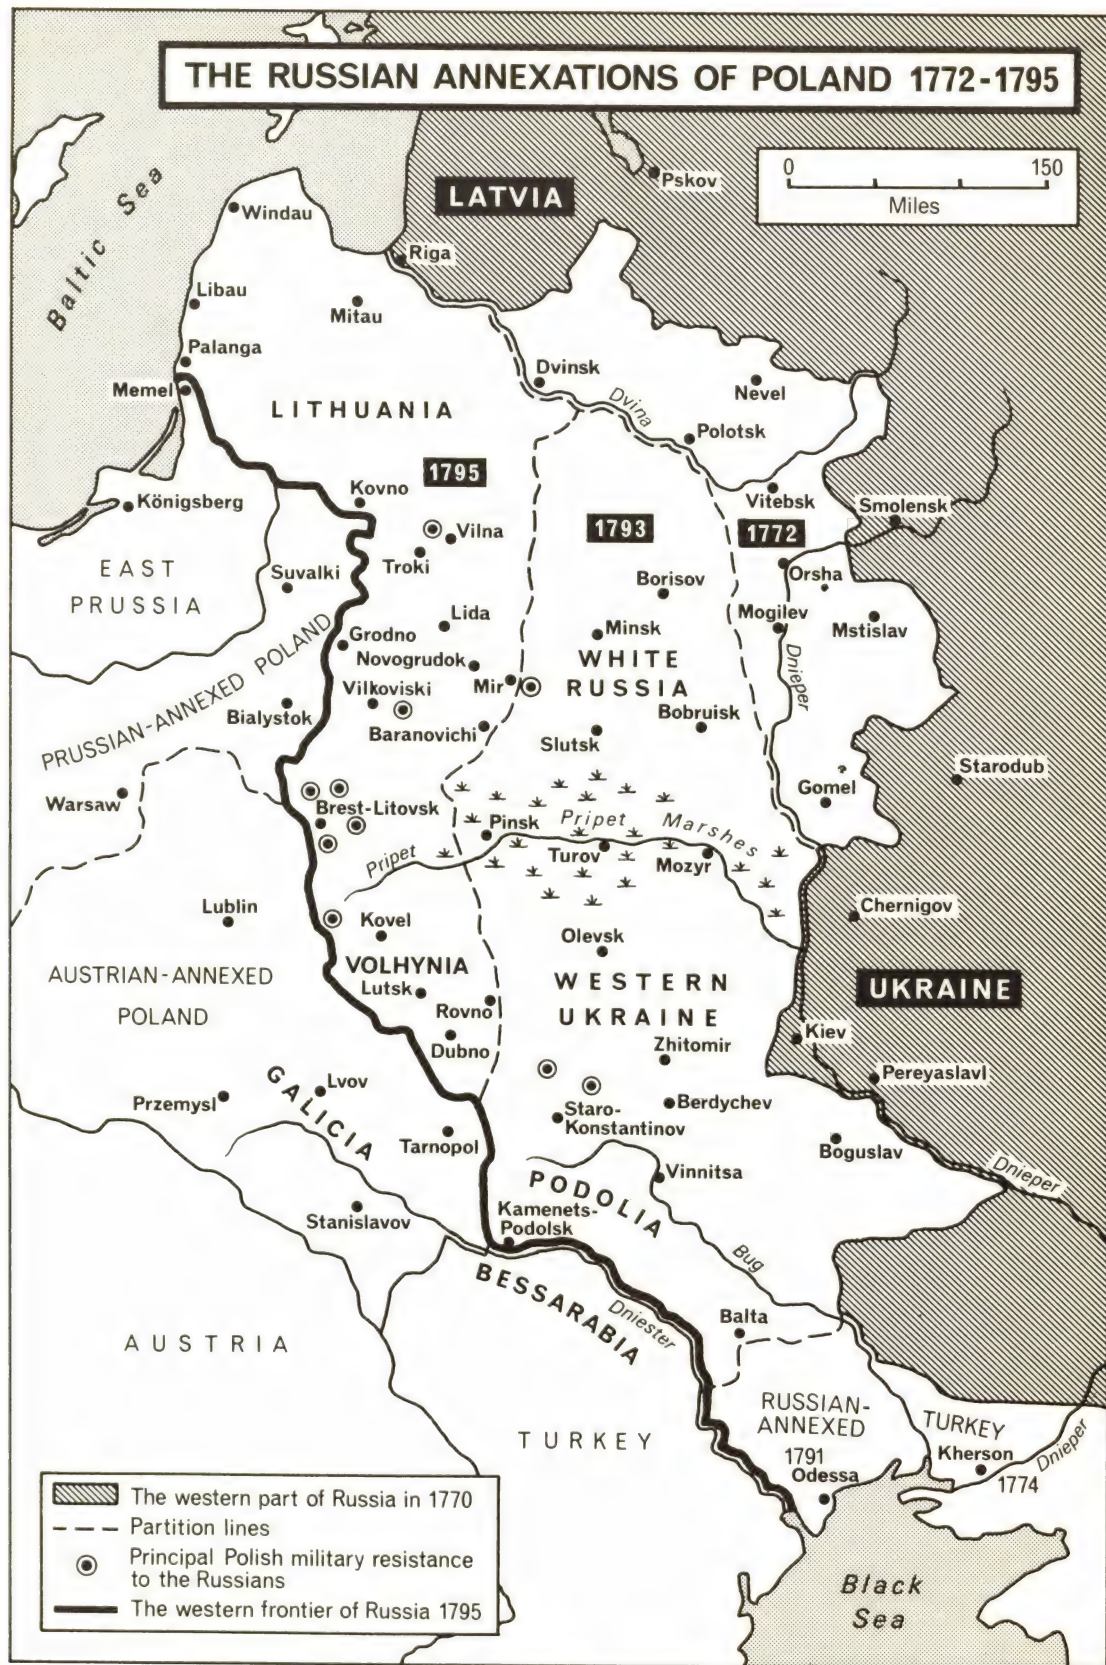 THE RUSSIAN ANNEXATIONS OF POLAND 1772-1795
0 150
Miles
Baltic Sea
LATVIA
Pskov
Windau
Riga
Libau
Mitau
Palanga
Memel
Dvinsk
Nevel
LITHUANIA
Dvina
Polotsk
1795
Königsberg
Kovno
Vitebsk
Smolensk
Vilna
1793
1772
Troki
EAST
PRUSSIA
Suvalki
Borisov
Orsha
Lida
Mogilev
Mstislav
Grodno
Minsk
Novogrudok
WHITE
RUSSIA
Dnieper
PRUSSIAN-ANNEXED POLAND
Vilkoviski
Mir
Bialystok
Baranovichi
Bobruisk
Slutsk
Starodub
Warsaw
Gomel
Brest-Litovsk
Pinsk
Pripet Marshes
Pripet
Turov
Mozyr
Lublin
Kovel
Chernigov
Olevsk
VOLHYNIA
AUSTRIAN-ANNEXED
POLAND
Lutsk
WESTERN
UKRAINE
UKRAINE
Rovno
Dubno
Kiev
Zhitomir
Pereyaslavl
GALICIA
Lvov
Przemysl
Berdychev
Staro-
Konstantinov
Tarnopol
Boguslav
Vinnitsa
Dnieper
PODOLIA
Stanislavov
Kamenets-
Podolsk
Bug
BESSARABIA
Dniester
Balta
AUSTRIA
RUSSIAN-
ANNEXED
1791
TURKEY
TURKEY
Kherson
1774
Dnieper
Odessa
The western part of Russia in 1770
Partition lines
Principal Polish military resistance
to the Russians
The western frontier of Russia 1795
Black
Sea